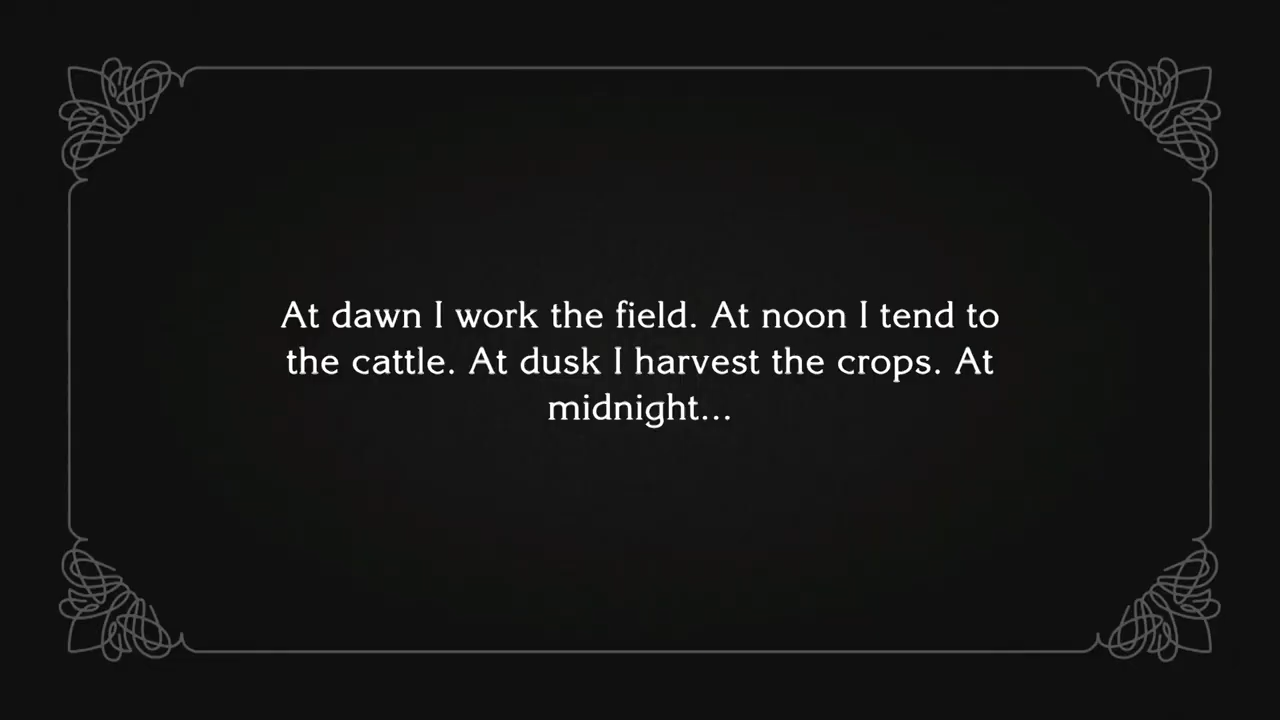 At dawn I work the field. At noon I tend to
the cattle. At dusk I harvest the crops. At
midnight...